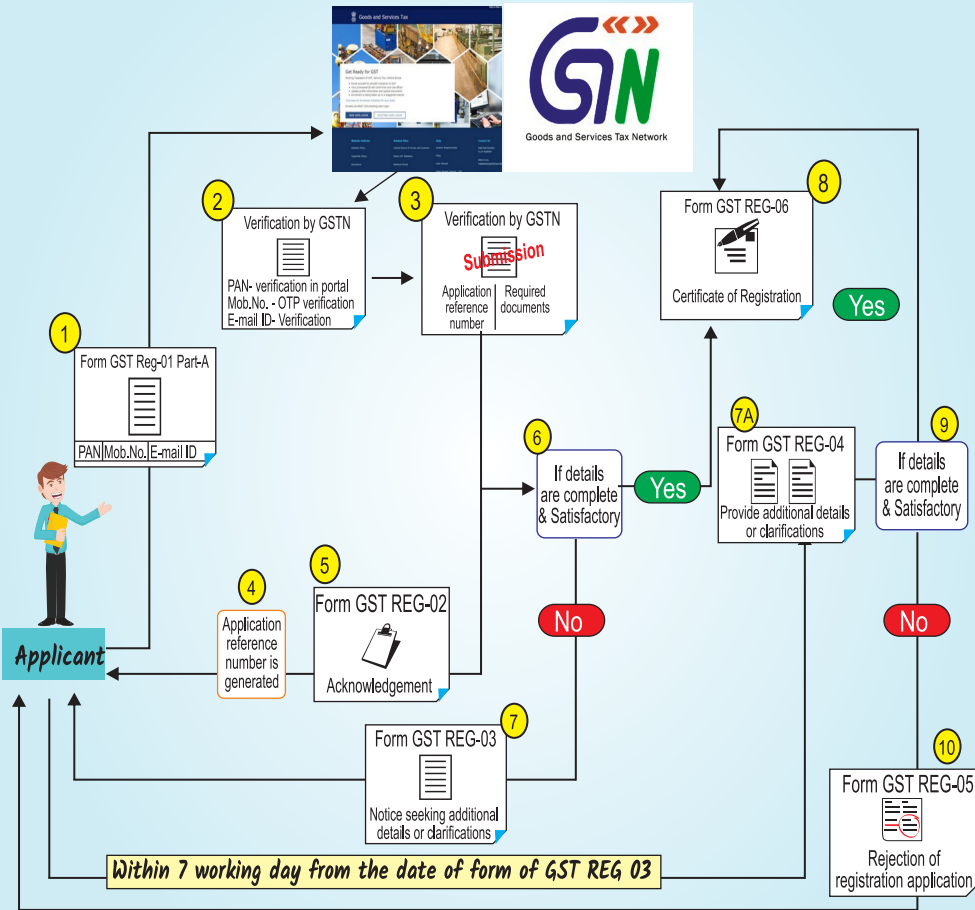 Goods and Services Tax
Get Ready for GST
GSTN
Goods and Services Tax Network
2
Verification by GSTN
PAN- verification in portal
Mob.No. - OTP verification
E-mail ID- Verification
3
Verification by GSTN
Submission
Application
reference
number
Required
documents
8
Form GST REG-06
Certificate of Registration
Yes
1
Form GST Reg-01 Part-A
PAN Mob.No. E-mail ID
6
If details
are complete
& Satisfactory
Yes
7A
Form GST REG-04
Provide additional details
or clarifications
9
If details
are complete
& Satisfactory
4
Application
reference
number is
generated
5
Form GST REG-02
Acknowledgement
No
No
Applicant
7
Form GST REG-03
Notice seeking additional
details or clarifications
10
Form GST REG-05
Rejection of
registration application
Within 7 working day from the date of form of GST REG 03